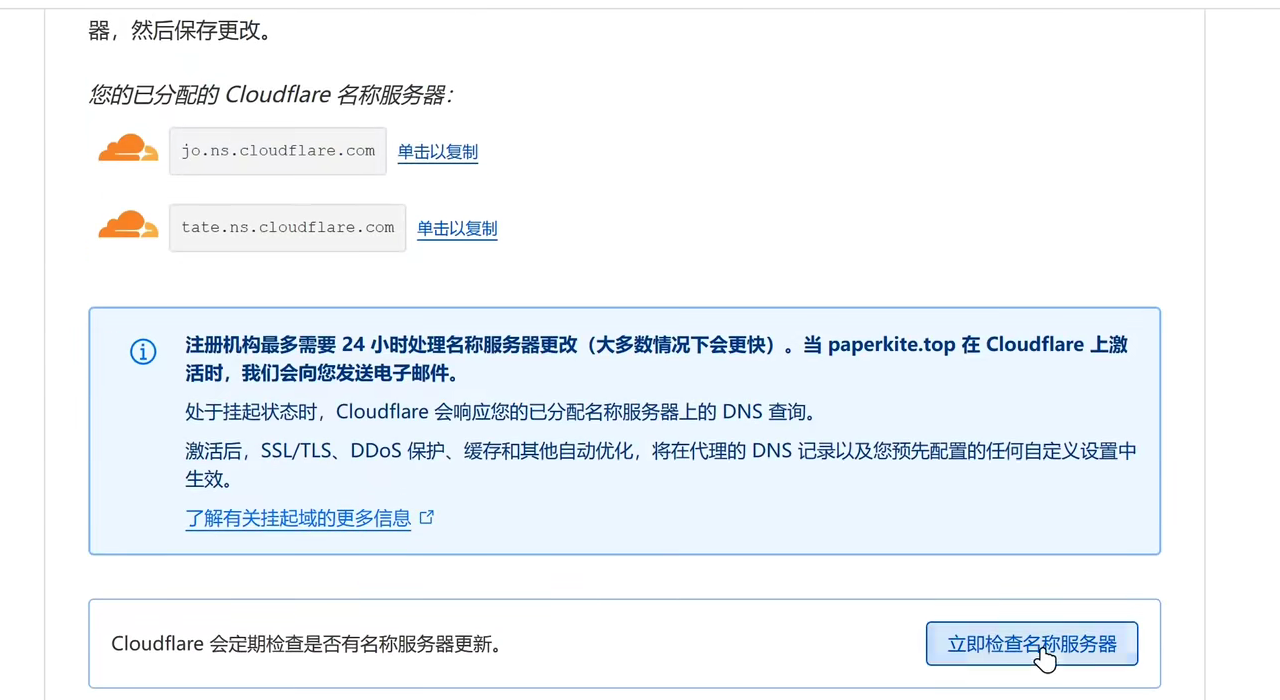 器，然后保存更改。
您的已分配的 Cloudflare 名称服务器：
jo.ns.cloudflare.com 单击以复制
tate.ns.cloudflare.com 单击以复制
注册机构最多需要 24 小时处理名称服务器更改（大多数情况下会更快）。当 paperkite.top 在 Cloudflare 上激
活时，我们会向您发送电子邮件。
处于挂起状态时，Cloudflare 会响应您的已分配名称服务器上的 DNS 查询。
激活后，SSL/TLS、DDoS 保护、缓存和其他自动优化，将在代理的 DNS 记录以及您预先配置的任何自定义设置中
生效。
了解有关挂起域的更多信息
Cloudflare 会定期检查是否有名称服务器更新。 立即检查名称服务器